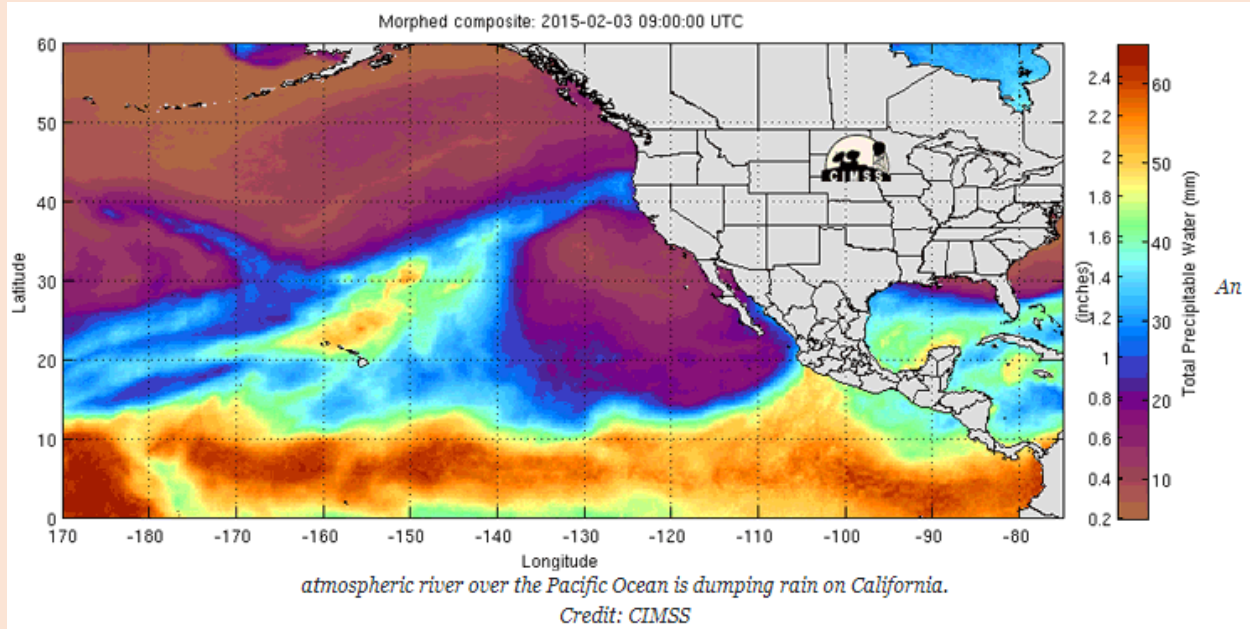 Morphed composite: 2015-02-03 09:00:00 UTC
60
50
40
30
20
10
0
Latitude
170 -180 -170 -160 -150 -140 -130 -120 -110 -100 -90 -80
Longitude
CIMSS
2.4
2.2
2
1.8
1.6
1.4
1.2
1
0.8
0.6
0.4
0.2
(inches)
60
50
40
30
20
10
Total Precipitable Water (mm)
An
atmospheric river over the Pacific Ocean is dumping rain on California.
Credit: CIMSS